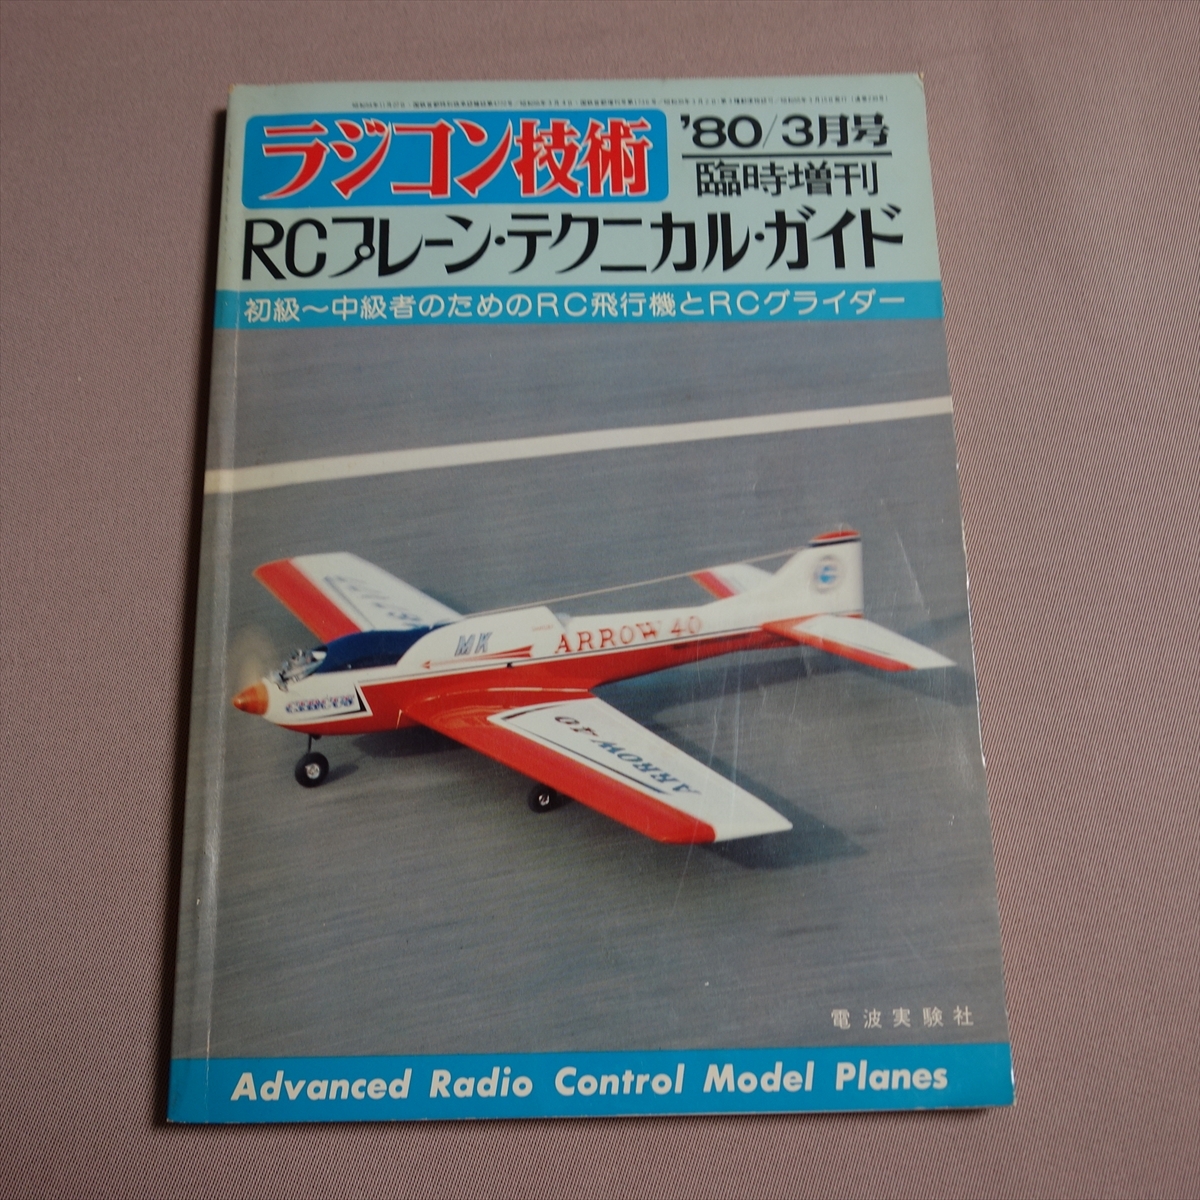 ラジコン技術
'80/3月号
臨時増刊
RCプレーン・テクニカル・ガイド
初級〜中級者のためのRC飛行機とRCグライダー
MK
ARROW 40
CIRCUS
ARROW 40
電波実験社
Advanced Radio Control Model Planes